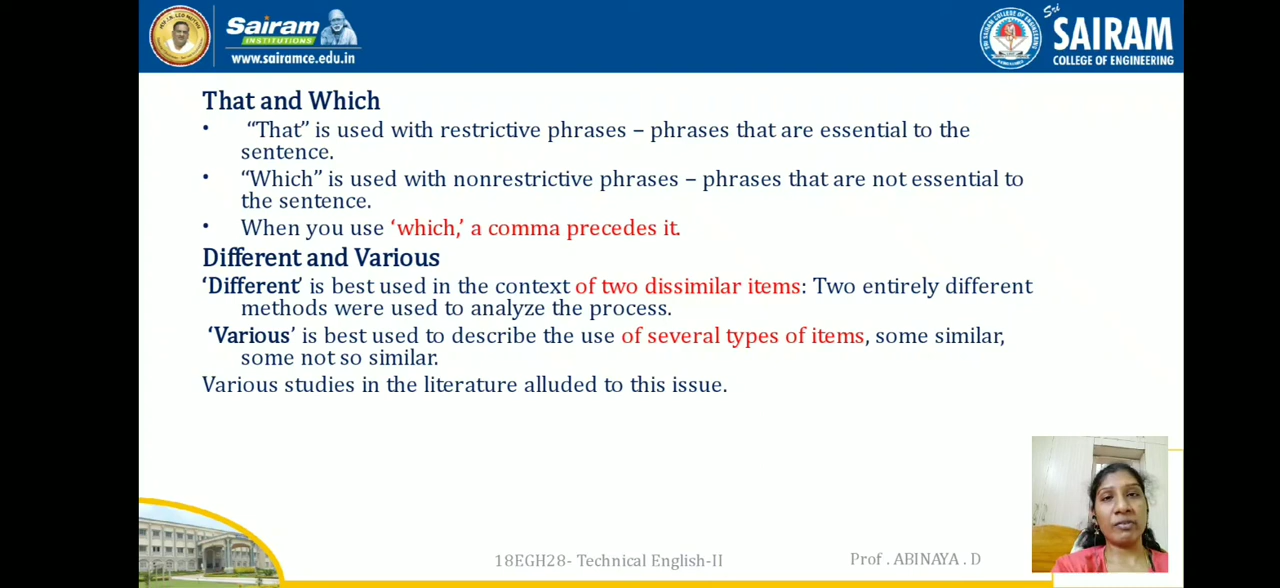 Sairam
INSTITUTIONS
www.sairamce.edu.in
Sri
SAIRAM
COLLEGE OF ENGINEERING
That and Which
• “That” is used with restrictive phrases – phrases that are essential to the
sentence.
• “Which” is used with nonrestrictive phrases – phrases that are not essential to
the sentence.
• When you use ‘which,’ a comma precedes it.
Different and Various
‘Different’ is best used in the context of two dissimilar items: Two entirely different
methods were used to analyze the process.
‘Various’ is best used to describe the use of several types of items, some similar,
some not so similar.
Various studies in the literature alluded to this issue.
18EGH28- Technical English-II
Prof . ABINAYA . D